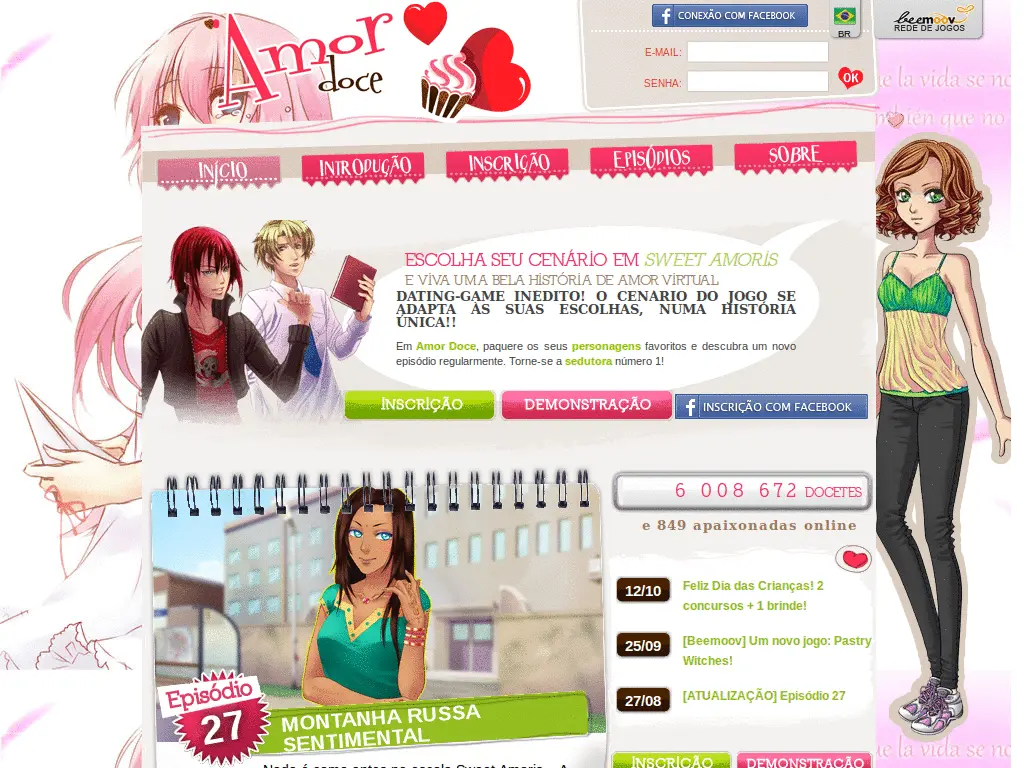 Amor
doce
CONEXÃO COM FACEBOOK
BR
beemoov
REDE DE JOGOS
E-MAIL:
SENHA:
OK
ue la vida se no
mbién que no
INÍCIO
INTRODUÇÃO
INSCRIÇÃO
EPISÓDIOS
SOBRE
ESCOLHA SEU CENÁRIO EM SWEET AMORIS
E VIVA UMA BELA HISTÓRIA DE AMOR VIRTUAL
DATING-GAME INEDITO! O CENARIO DO JOGO SE
ADAPTA ÀS SUAS ESCOLHAS, NUMA HISTÓRIA
ÚNICA!!
Em Amor Doce, paquere os seus personagens favoritos e descubra um novo
episódio regularmente. Torne-se a sedutora número 1!
INSCRIÇÃO
DEMONSTRAÇÃO
INSCRIÇÃO COM FACEBOOK
6 008 672 DOCETES
e 849 apaixonadas online
12/10
Feliz Dia das Crianças! 2
concursos + 1 brinde!
25/09
[Beemoov] Um novo jogo: Pastry
Witches!
27/08
[ATUALIZAÇÃO] Episódio 27
Episódio
27
MONTANHA RUSSA
SENTIMENTAL
INSCRIÇÃO
DEMONSTRAÇÃO
ue la vida se no